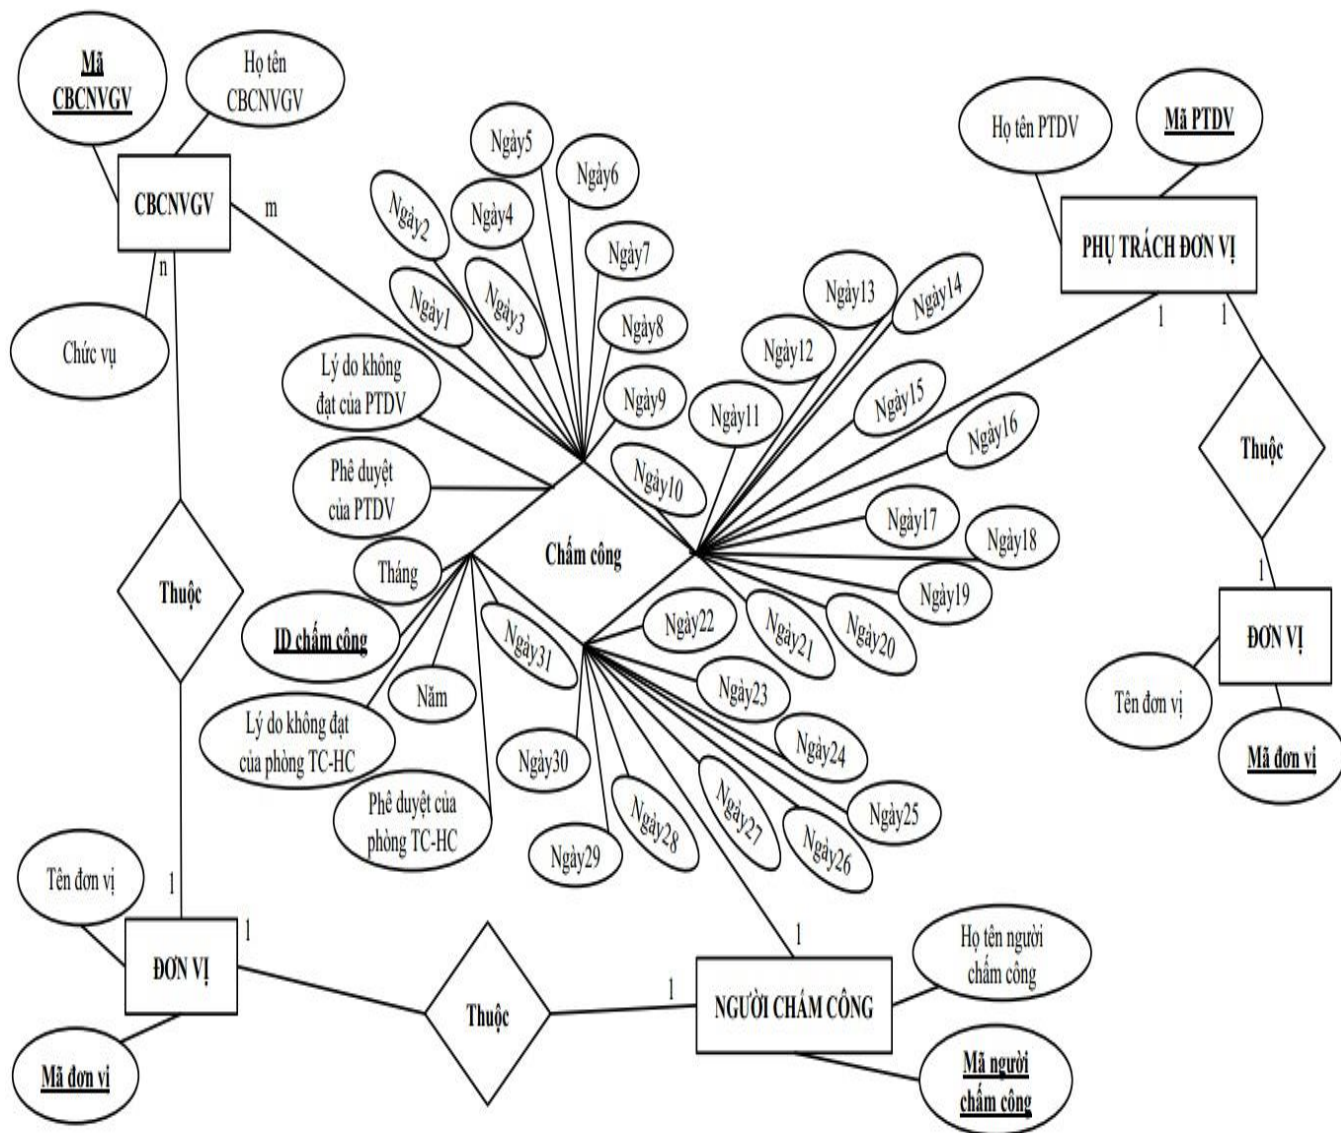 Mã
CBCNVGV
Họ tên
CBCNVGV
CBCNVGV
m
n
Chức vụ
Ngày1
Ngày2
Ngày3
Ngày4
Ngày5
Ngày6
Ngày7
Ngày8
Ngày9
Ngày10
Ngày11
Ngày12
Ngày13
Ngày14
Ngày15
Ngày16
Ngày17
Ngày18
Ngày19
Ngày20
Ngày21
Ngày22
Ngày23
Ngày24
Ngày25
Ngày26
Ngày27
Ngày28
Ngày29
Ngày30
Ngày31
Họ tên PTDV
Mã PTDV
PHỤ TRÁCH ĐƠN VỊ
1
1
Thuộc
1
ĐƠN VỊ
Tên đơn vị
Mã đơn vi
Lý do không
đạt của PTDV
Phê duyệt
của PTDV
Chấm công
Tháng
ID chấm công
Năm
Lý do không đạt
của phòng TC-HC
Phê duyệt của
phòng TC-HC
Thuộc
1
Tên đơn vị
ĐƠN VỊ
1
Mã đơn vi
Thuộc
1
1
NGƯỜI CHẤM CÔNG
Họ tên người
chấm công
Mã người
chấm công